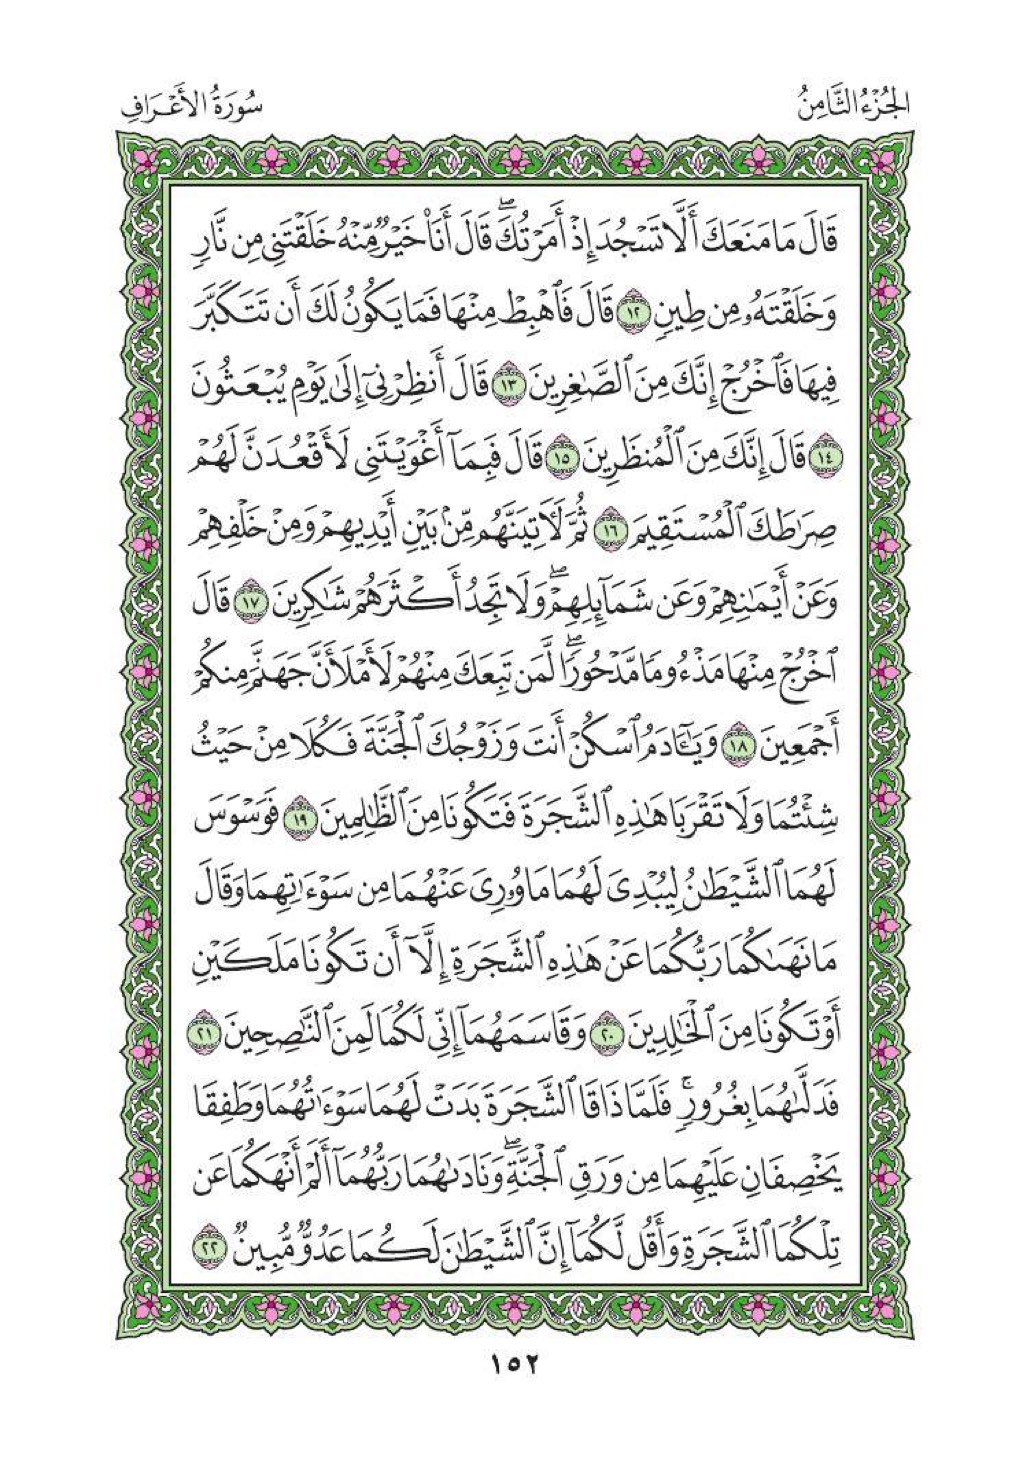 الجُزْءُ الثَّامِنُ
سُورَةُ الأَعْرَافِ
قَالَ مَا مَنَعَكَ أَلَّا تَسْجُدَ إِذْ أَمَرْتُكَۖ قَالَ أَنَا۠ خَيْرٌ مِّنْهُ خَلَقْتَنِي مِن نَّارٍ
وَخَلَقْتَهُۥ مِن طِينٍ ١٢ قَالَ فَٱهْبِطْ مِنْهَا فَمَا يَكُونُ لَكَ أَن تَتَكَبَّرَ
فِيهَا فَٱخْرُجْ إِنَّكَ مِنَ ٱلصَّٰغِرِينَ ١٣ قَالَ أَنظِرْنِيٓ إِلَىٰ يَوْمِ يُبْعَثُونَ
١٤ قَالَ إِنَّكَ مِنَ ٱلْمُنظَرِينَ ١٥ قَالَ فَبِمَآ أَغْوَيْتَنِي لَأَقْعُدَنَّ لَهُمْ
صِرَٰطَكَ ٱلْمُسْتَقِيمَ ١٦ ثُمَّ لَأٓتِيَنَّهُم مِّنۢ بَيْنِ أَيْدِيهِمْ وَمِنْ خَلْفِهِمْ
وَعَنْ أَيْمَٰنِهِمْ وَعَن شَمَآئِلِهِمْۖ وَلَا تَجِدُ أَكْثَرَهُمْ شَٰكِرِينَ ١٧ قَالَ
ٱخْرُجْ مِنْهَا مَذْءُومًا مَّدْحُورًاۖ لَّمَن تَبِعَكَ مِنْهُمْ لَأَمْلَأَنَّ جَهَنَّمَ مِنكُمْ
أَجْمَعِينَ ١٨ وَيَٰٓـَٔادَمُ ٱسْكُنْ أَنتَ وَزَوْجُكَ ٱلْجَنَّةَ فَكُلَا مِنْ حَيْثُ
شِئْتُمَا وَلَا تَقْرَبَا هَٰذِهِ ٱلشَّجَرَةَ فَتَكُونَا مِنَ ٱلظَّٰلِمِينَ ١٩ فَوَسْوَسَ
لَهُمَا ٱلشَّيْطَٰنُ لِيُبْدِيَ لَهُمَا مَا وُۥرِيَ عَنْهُمَا مِن سَوْءَٰتِهِمَا وَقَالَ
مَا نَهَىٰكُمَا رَبُّكُمَا عَنْ هَٰذِهِ ٱلشَّجَرَةِ إِلَّآ أَن تَكُونَا مَلَكَيْنِ
أَوْ تَكُونَا مِنَ ٱلْخَٰلِدِينَ ٢٠ وَقَاسَمَهُمَآ إِنِّي لَكُمَا لَمِنَ ٱلنَّٰصِحِينَ ٢١
فَدَلَّىٰهُمَا بِغُرُورٍۚ فَلَمَّا ذَاقَا ٱلشَّجَرَةَ بَدَتْ لَهُمَا سَوْءَٰتُهُمَا وَطَفِقَا
يَخْصِفَانِ عَلَيْهِمَا مِن وَرَقِ ٱلْجَنَّةِۖ وَنَادَىٰهُمَا رَبُّهُمَآ أَلَمْ أَنْهَكُمَا عَن
تِلْكُمَا ٱلشَّجَرَةِ وَأَقُل لَّكُمَآ إِنَّ ٱلشَّيْطَٰنَ لَكُمَا عَدُوٌّ مُّبِينٌ ٢٢
١٥٢